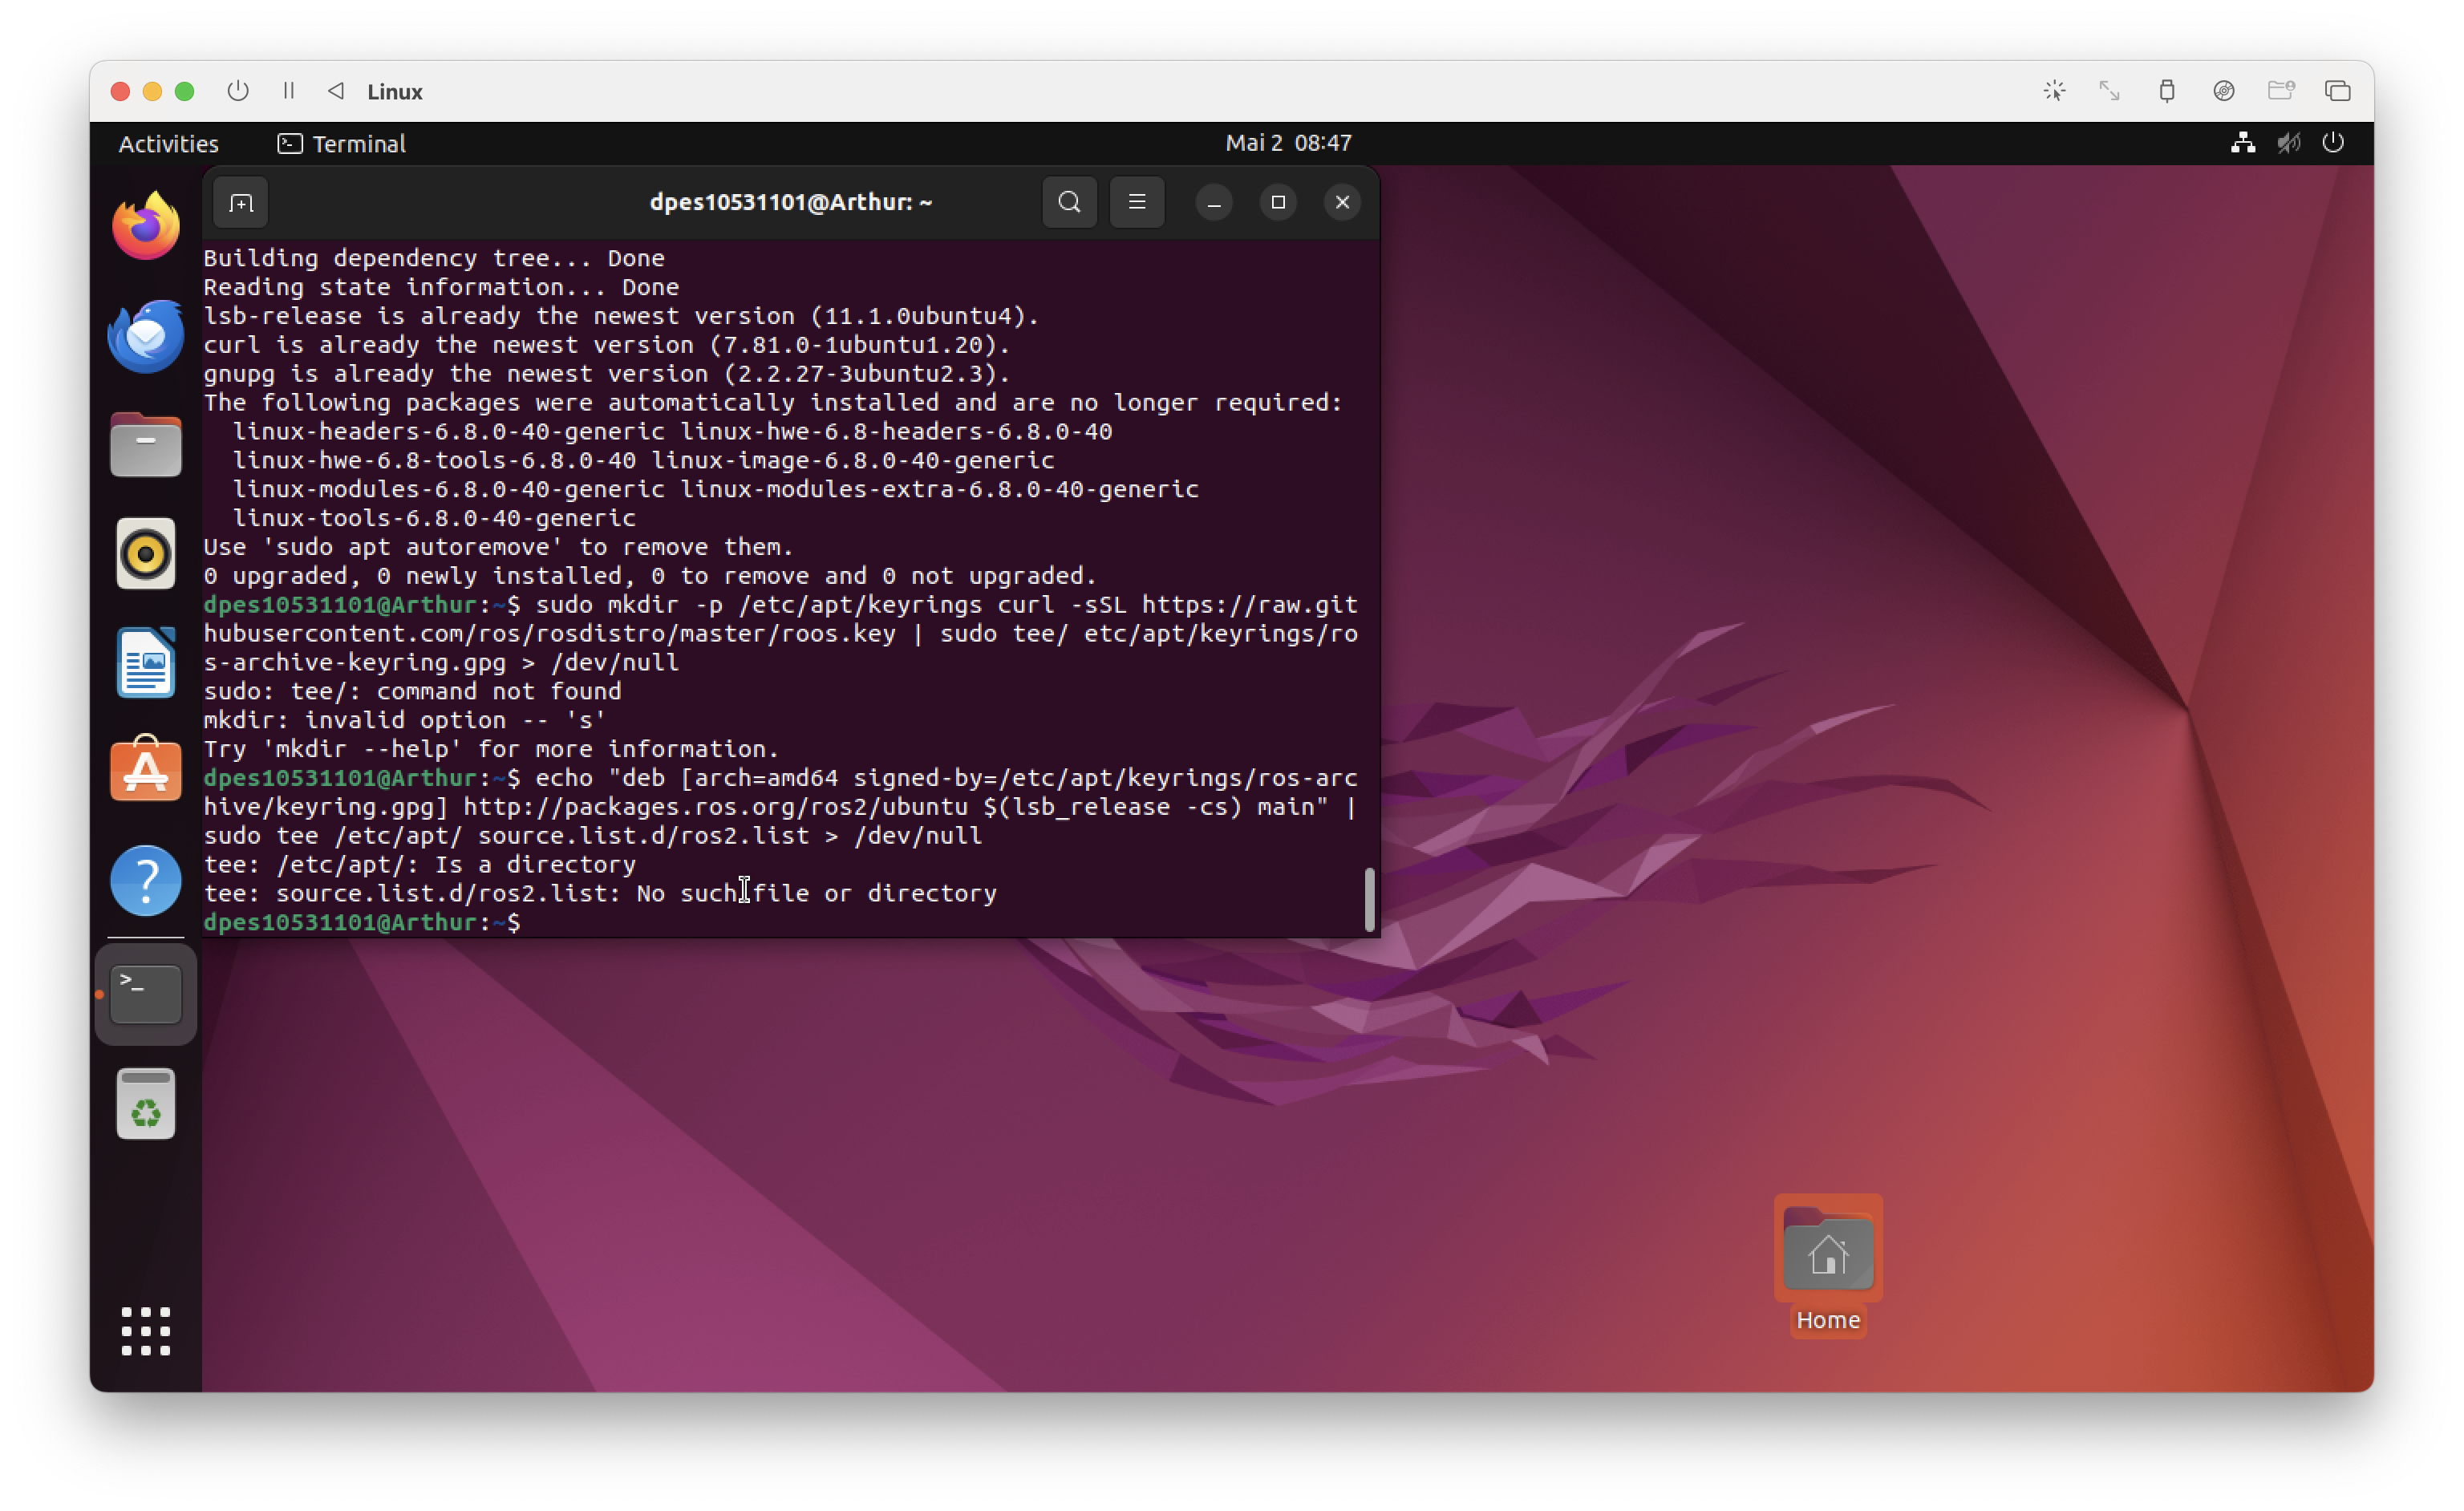 Linux
Activities
Terminal
Mai 2 08:47
dpes10531101@Arthur: ~
Building dependency tree... Done
Reading state information... Done
lsb-release is already the newest version (11.1.0ubuntu4).
curl is already the newest version (7.81.0-1ubuntu1.20).
gnupg is already the newest version (2.2.27-3ubuntu2.3).
The following packages were automatically installed and are no longer required:
  linux-headers-6.8.0-40-generic linux-hwe-6.8-headers-6.8.0-40
  linux-hwe-6.8-tools-6.8.0-40 linux-image-6.8.0-40-generic
  linux-modules-6.8.0-40-generic linux-modules-extra-6.8.0-40-generic
  linux-tools-6.8.0-40-generic
Use 'sudo apt autoremove' to remove them.
0 upgraded, 0 newly installed, 0 to remove and 0 not upgraded.
dpes10531101@Arthur:~$ sudo mkdir -p /etc/apt/keyrings curl -sSL https://raw.git
hubusercontent.com/ros/rosdistro/master/roos.key | sudo tee/ etc/apt/keyrings/ro
s-archive-keyring.gpg > /dev/null
sudo: tee/: command not found
mkdir: invalid option -- 's'
Try 'mkdir --help' for more information.
dpes10531101@Arthur:~$ echo "deb [arch=amd64 signed-by=/etc/apt/keyrings/ros-arc
hive/keyring.gpg] http://packages.ros.org/ros2/ubuntu $(lsb_release -cs) main" |
sudo tee /etc/apt/ source.list.d/ros2.list > /dev/null
tee: /etc/apt/: Is a directory
tee: source.list.d/ros2.list: No such file or directory
dpes10531101@Arthur:~$
Home